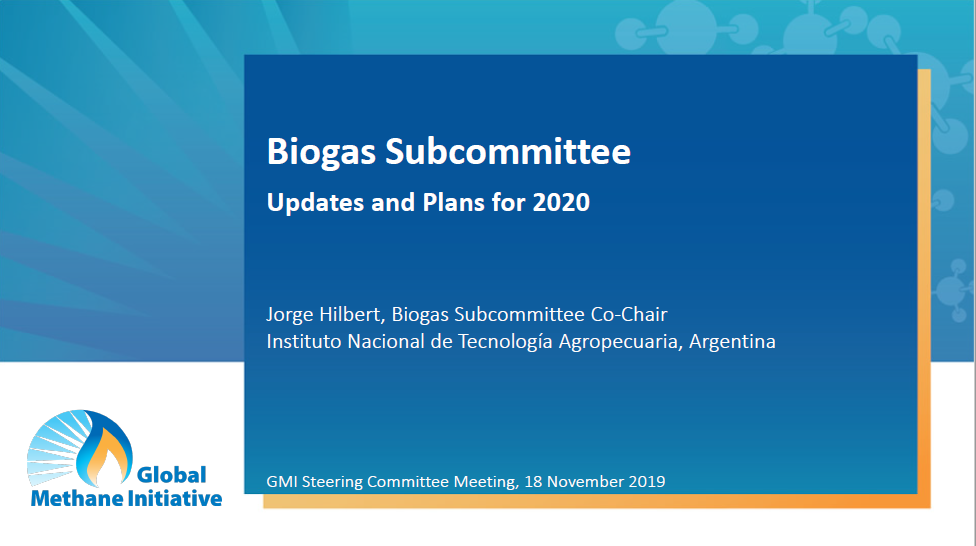 Biogas Subcommittee
Updates and Plans for 2020
Jorge Hilbert, Biogas Subcommittee Co-Chair
Instituto Nacional de Tecnología Agropecuaria, Argentina
Global
Methane Initiative
GMI Steering Committee Meeting, 18 November 2019